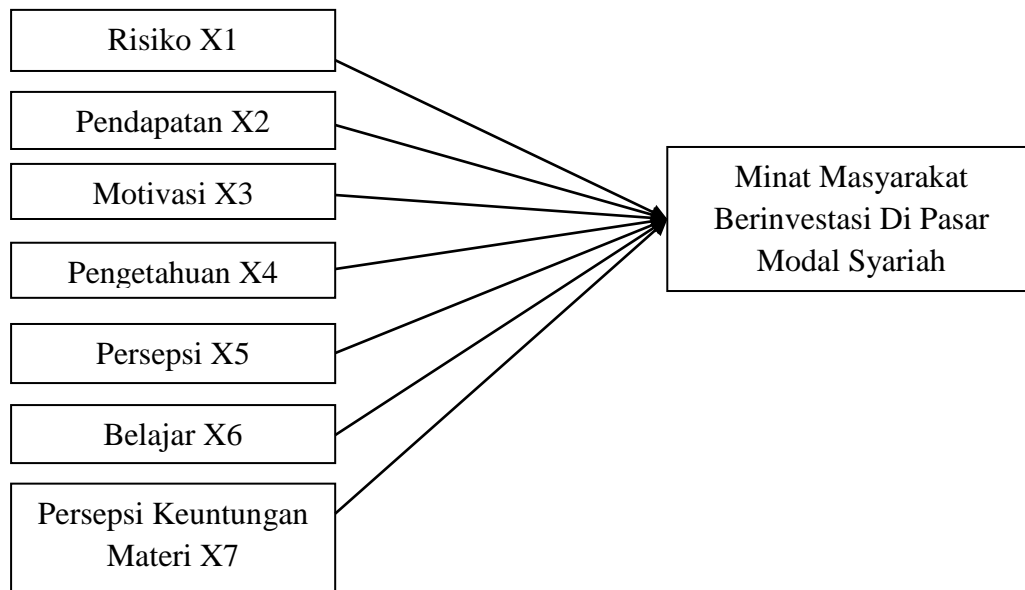 Risiko X1
Pendapatan X2
Motivasi X3
Pengetahuan X4
Persepsi X5
Belajar X6
Persepsi Keuntungan
Materi X7
Minat Masyarakat
Berinvestasi Di Pasar
Modal Syariah